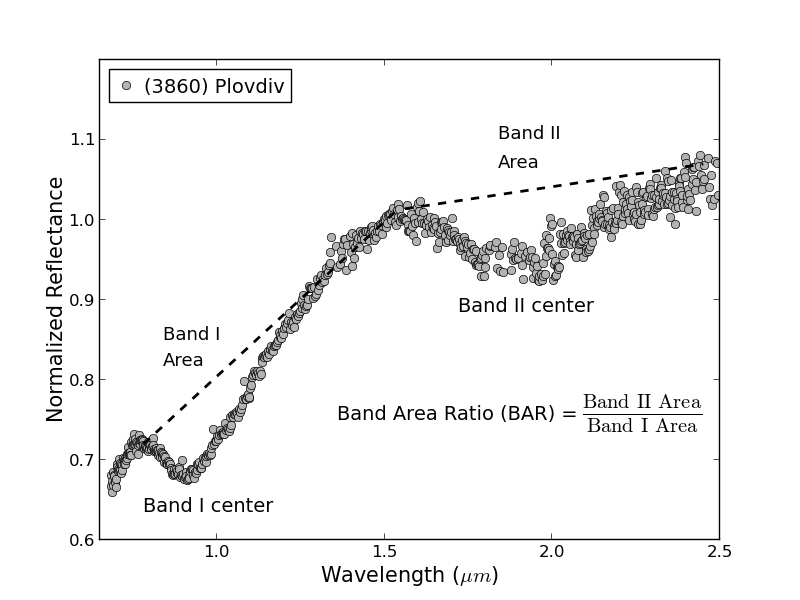 (3860) Plovdiv
Band II
Area
Band I
Area
Band II center
Band Area Ratio (BAR) = Band II Area
Band I Area
Band I center
Normalized Reflectance
1.1
1.0
0.9
0.8
0.7
0.6
1.0 1.5 2.0 2.5
Wavelength (μm)